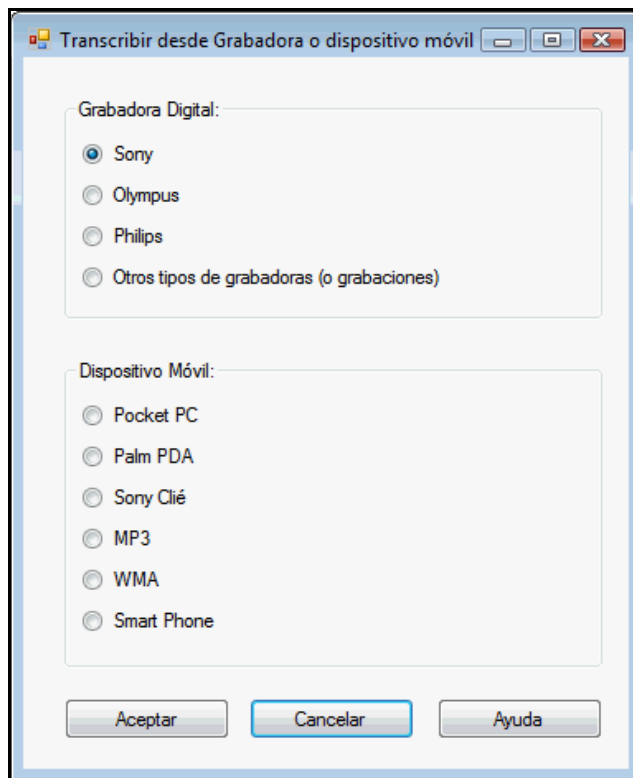 Transcribir desde Grabadora o dispositivo móvil
Grabadora Digital:
Sony
Olympus
Philips
Otros tipos de grabadoras (o grabaciones)
Dispositivo Móvil:
Pocket PC
Palm PDA
Sony Clié
MP3
WMA
Smart Phone
Aceptar Cancelar Ayuda